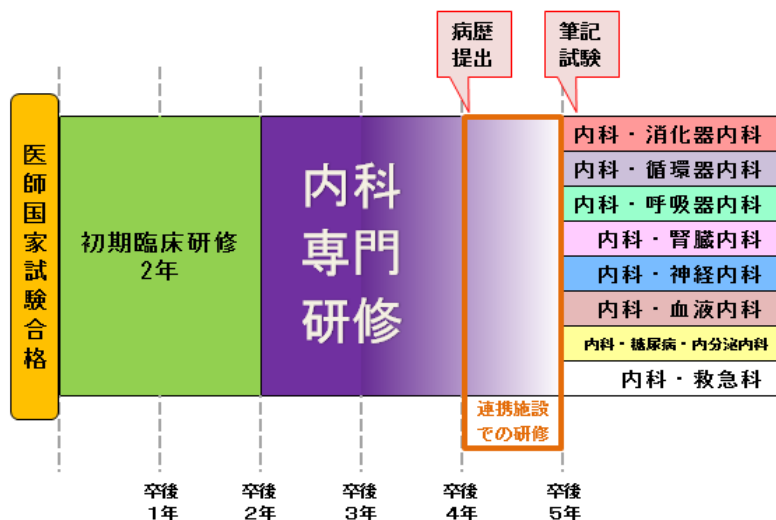 病歴
提出
筆記
試験
医師国家試験合格
初期臨床研修
2年
内科
専門
研修
内科・消化器内科
内科・循環器内科
内科・呼吸器内科
内科・腎臓内科
内科・神経内科
内科・血液内科
内科・糖尿病・内分泌内科
内科・救急科
連携施設
での研修
卒後
1年
卒後
2年
卒後
3年
卒後
4年
卒後
5年